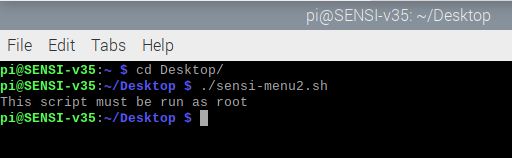 pi@SENSI-v35: ~/Desktop
File Edit Tabs Help
pi@SENSI-v35:~ $ cd Desktop/
pi@SENSI-v35:~/Desktop $ ./sensi-menu2.sh
This script must be run as root
pi@SENSI-v35:~/Desktop $